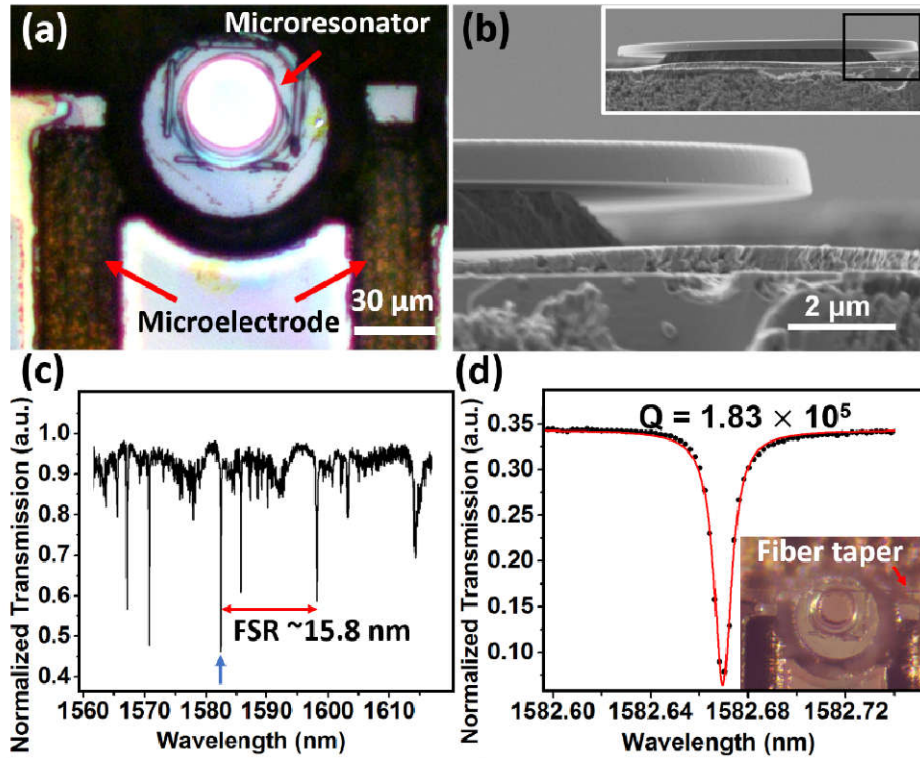 (a)
Microresonator
Microelectrode
30 μm
(b)
2 μm
(c)
Normalized Transmission (a.u.)
1.0
0.9
0.8
0.7
0.6
0.5
0.4
FSR ~15.8 nm
1560 1570 1580 1590 1600 1610
Wavelength (nm)
(d)
Normalized Transmission (a.u.)
Q = 1.83 × 10⁵
0.35
0.30
0.25
0.20
0.15
0.10
Fiber taper
1582.60 1582.64 1582.68 1582.72
Wavelength (nm)